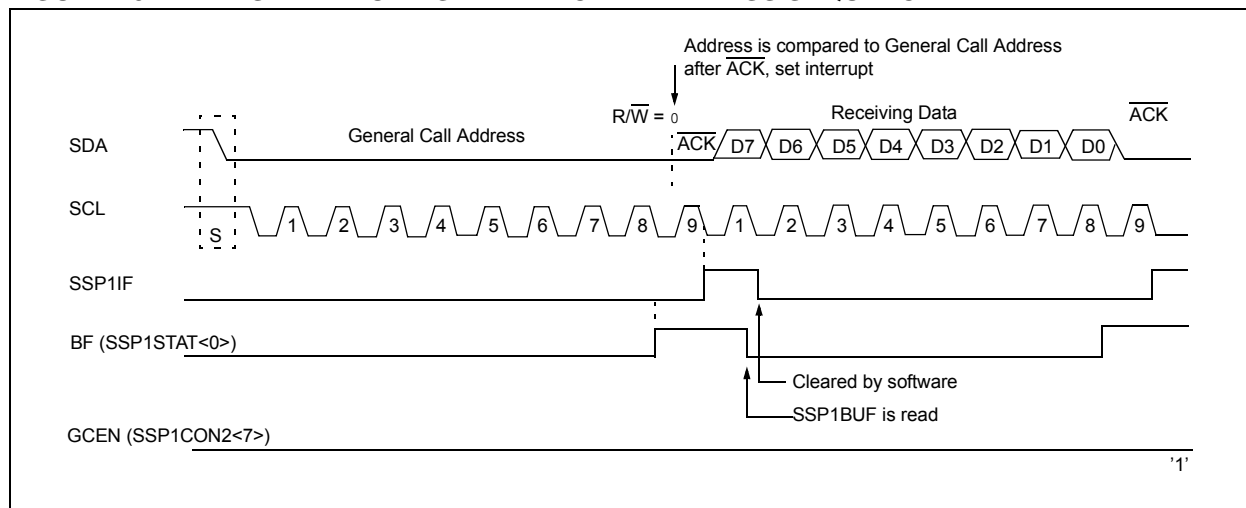 Address is compared to General Call Address
after ACK, set interrupt
R/W = 0
Receiving Data
ACK
General Call Address
SDA
ACK
D7 D6 D5 D4 D3 D2 D1 D0
SCL
S
1 2 3 4 5 6 7 8 9 1 2 3 4 5 6 7 8 9
SSP1IF
BF (SSP1STAT<0>)
Cleared by software
SSP1BUF is read
GCEN (SSP1CON2<7>)
'1'